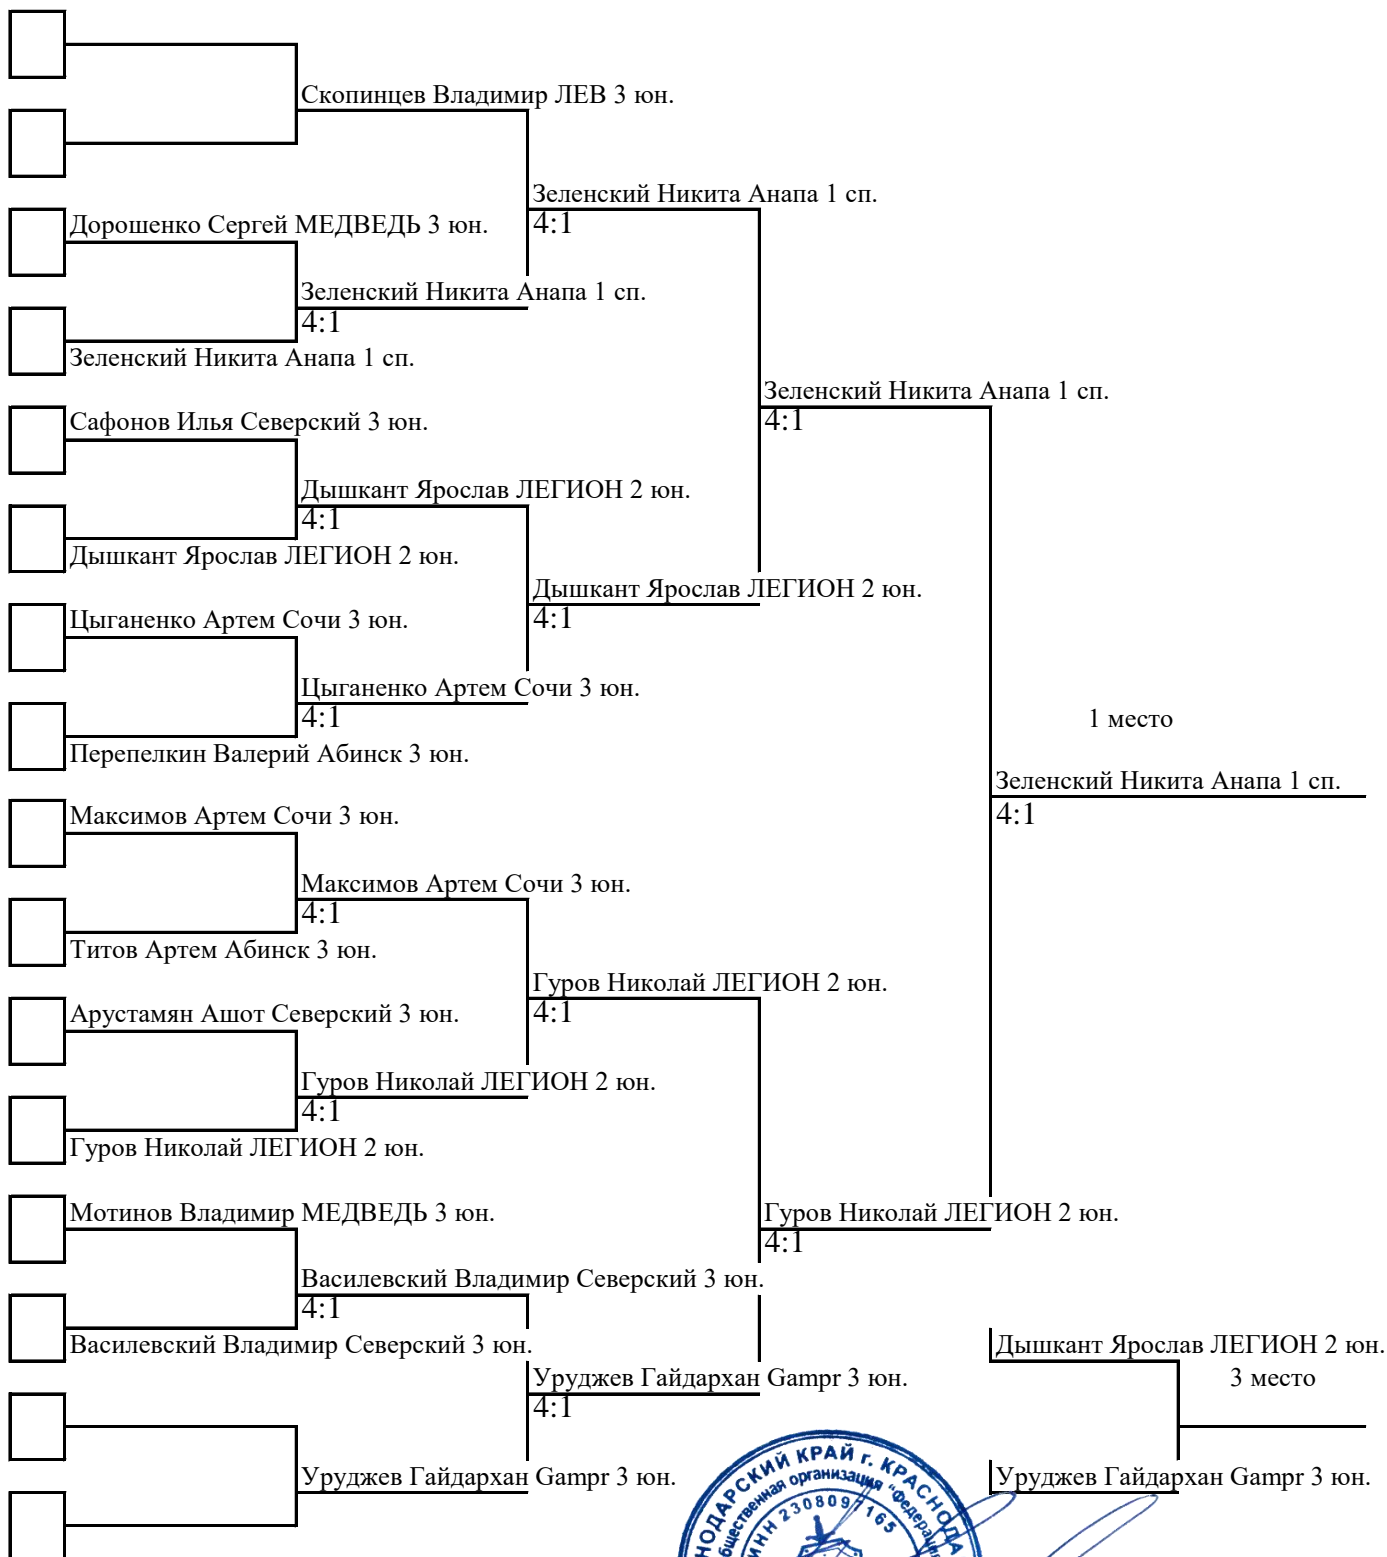 Скопинцев Владимир ЛЕВ 3 юн.
Зеленский Никита Анапа 1 сп.
4:1
Дорошенко Сергей МЕДВЕДЬ 3 юн.
Зеленский Никита Анапа 1 сп.
4:1
Зеленский Никита Анапа 1 сп.
Зеленский Никита Анапа 1 сп.
4:1
Сафонов Илья Северский 3 юн.
Дышкант Ярослав ЛЕГИОН 2 юн.
4:1
Дышкант Ярослав ЛЕГИОН 2 юн.
Дышкант Ярослав ЛЕГИОН 2 юн.
4:1
Цыганенко Артем Сочи 3 юн.
Цыганенко Артем Сочи 3 юн.
4:1
1 место
Перепелкин Валерий Абинск 3 юн.
Зеленский Никита Анапа 1 сп.
4:1
Максимов Артем Сочи 3 юн.
Максимов Артем Сочи 3 юн.
4:1
Титов Артем Абинск 3 юн.
Гуров Николай ЛЕГИОН 2 юн.
4:1
Арустамян Ашот Северский 3 юн.
Гуров Николай ЛЕГИОН 2 юн.
4:1
Гуров Николай ЛЕГИОН 2 юн.
Мотинов Владимир МЕДВЕДЬ 3 юн.
Гуров Николай ЛЕГИОН 2 юн.
4:1
Василевский Владимир Северский 3 юн.
4:1
Василевский Владимир Северский 3 юн.
Дышкант Ярослав ЛЕГИОН 2 юн.
3 место
Уруджев Гайдархан Gampr 3 юн.
4:1
Уруджев Гайдархан Gampr 3 юн.
Уруджев Гайдархан Gampr 3 юн.
КРАЙ г.
организация
ИНН